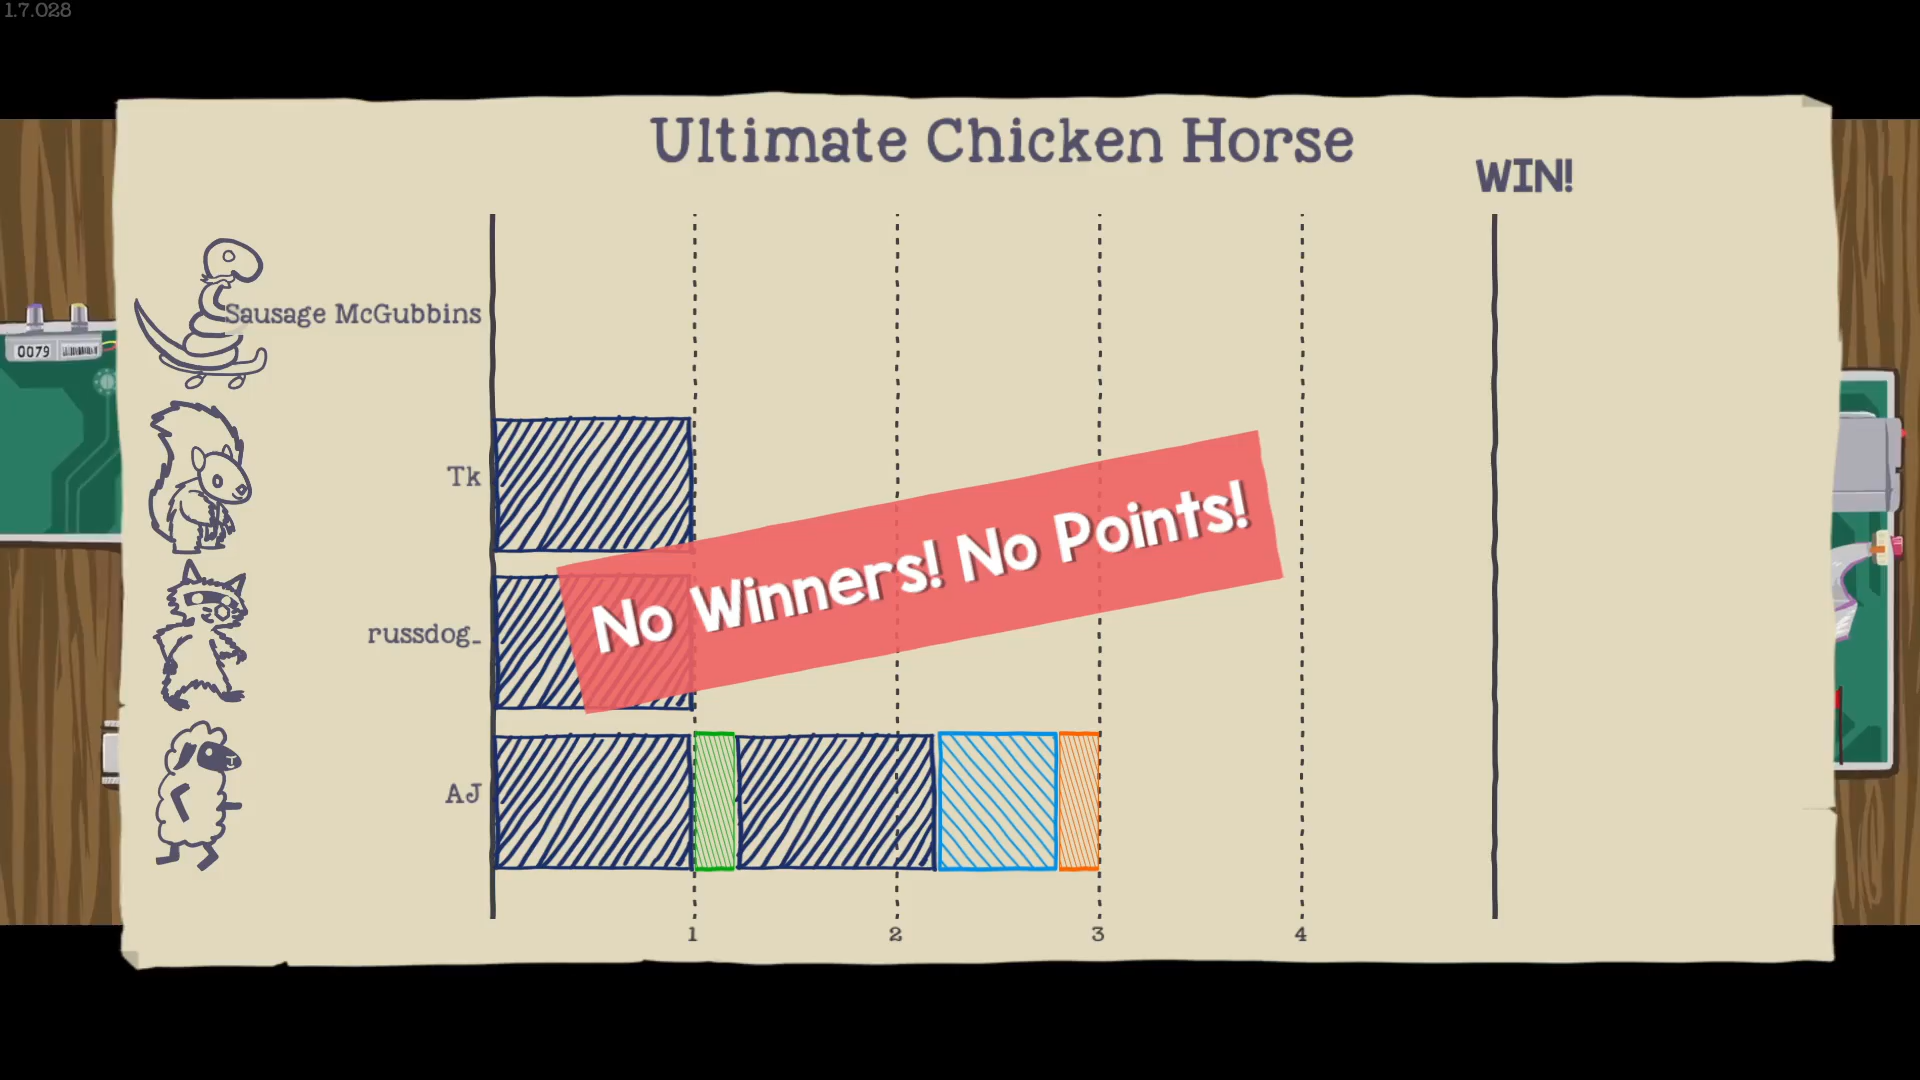 1.7.028
Ultimate Chicken Horse
WIN!
Sausage McGubbins
0079
Tk
No Winners! No Points!
russdog_
AJ
1 2 3 4